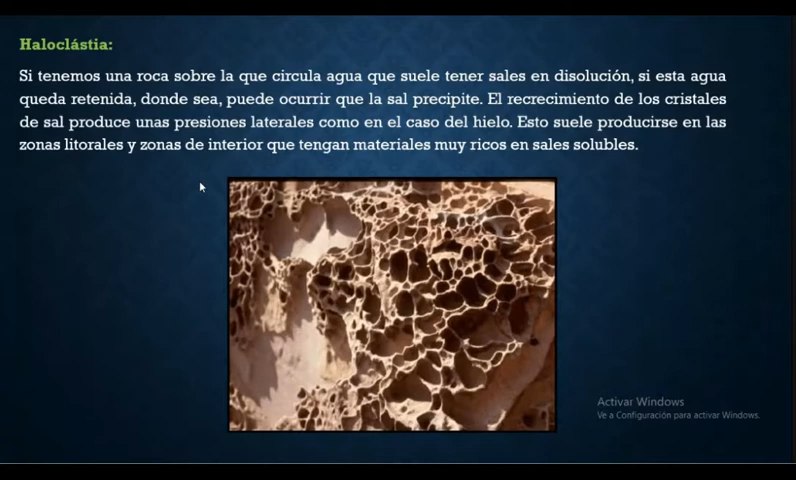 Haloclástia:
Si tenemos una roca sobre la que circula agua que suele tener sales en disolución, si esta agua
queda retenida, donde sea, puede ocurrir que la sal precipite. El recrecimiento de los cristales
de sal produce unas presiones laterales como en el caso del hielo. Esto suele producirse en las
zonas litorales y zonas de interior que tengan materiales muy ricos en sales solubles.
Activar Windows
Ve a Configuración para activar Windows.